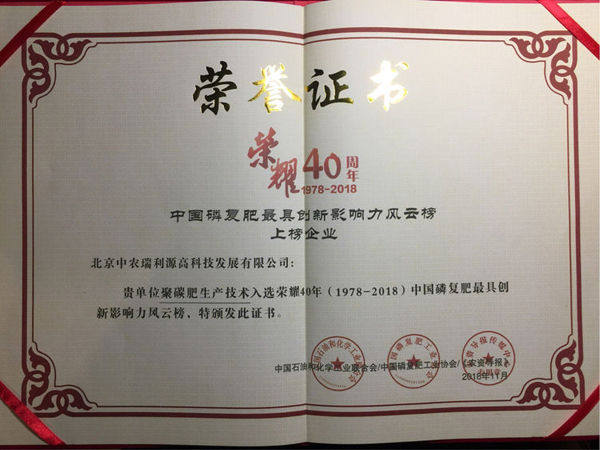 荣誉证书
荣耀40周年
1978-2018
中国磷复肥最具创新影响力风云榜
上榜企业
北京中农瑞利源高科技发展有限公司：
贵单位聚碳肥生产技术入选荣耀40年（1978-2018）中国磷复肥最具创
新影响力风云榜、特颁发此证书。
中国石油和化学工业联合会/中国磷复肥工业协会/《农资导报》
2018年11月